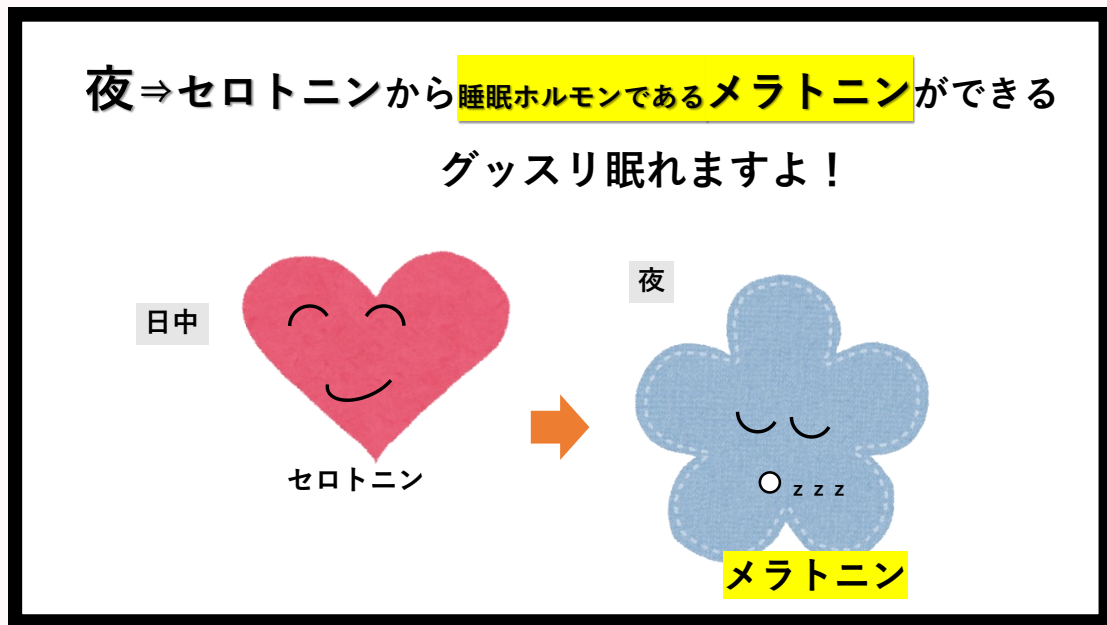 夜⇒セロトニンから睡眠ホルモンであるメラトニンができる
グッスリ眠れますよ！
夜
日中
セロトニン
z z z
メラトニン